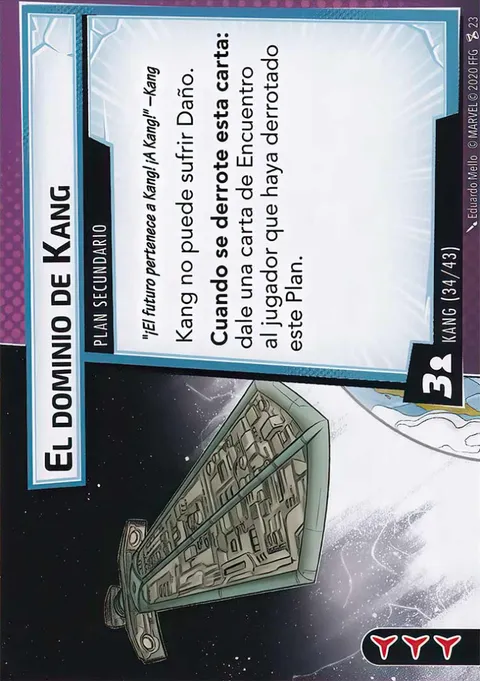 EL DOMINIO DE KANG
PLAN SECUNDARIO
"¡El futuro pertenece a Kang! ¡A Kang!" –Kang
Kang no puede sufrir Daño.
Cuando se derrote esta carta:
dale una carta de Encuentro
al jugador que haya derrotado
este Plan.
3
KANG (34/43)
Eduardo Mello © MARVEL © 2020 FFG 23